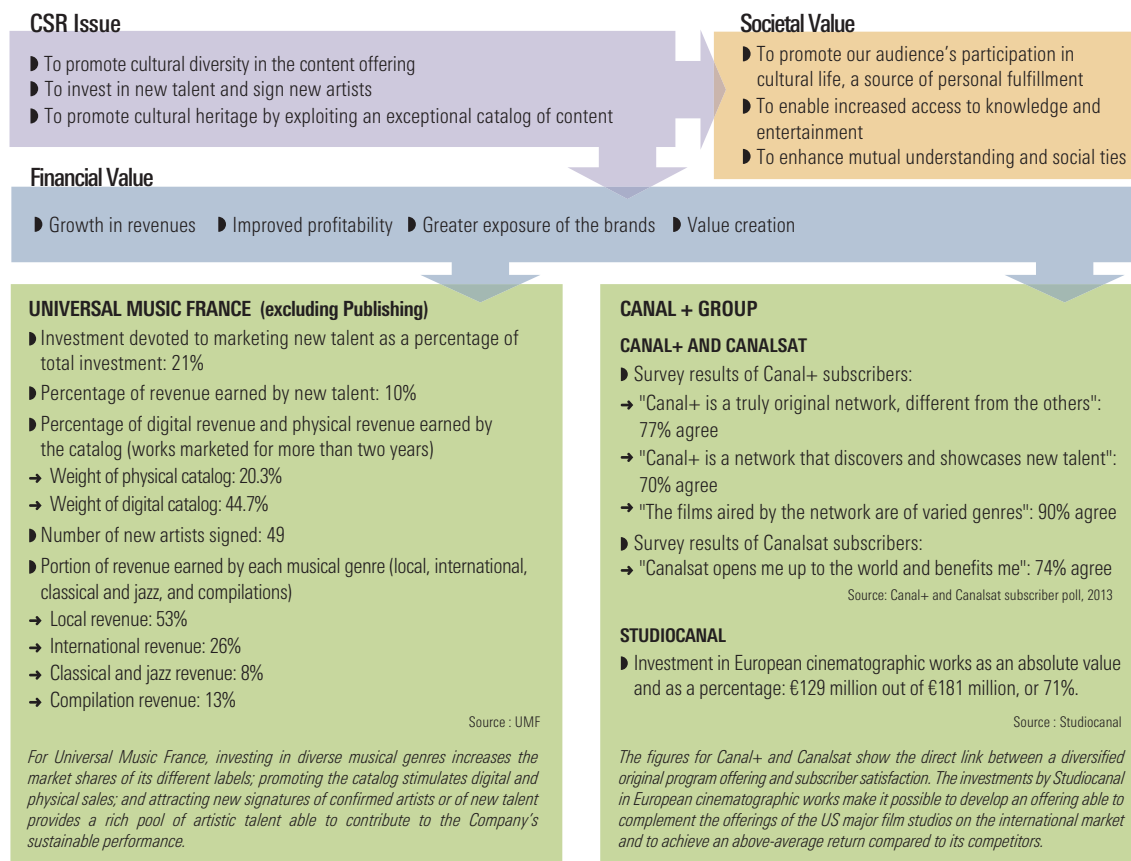 CSR Issue
◗ To promote cultural diversity in the content offering
◗ To invest in new talent and sign new artists
◗ To promote cultural heritage by exploiting an exceptional catalog of content
Societal Value
◗ To promote our audience’s participation in
cultural life, a source of personal fulfillment
◗ To enable increased access to knowledge and
entertainment
◗ To enhance mutual understanding and social ties
Financial Value
◗ Growth in revenues ◗ Improved profitability ◗ Greater exposure of the brands ◗ Value creation
UNIVERSAL MUSIC FRANCE (excluding Publishing)
◗ Investment devoted to marketing new talent as a percentage of
total investment: 21%
◗ Percentage of revenue earned by new talent: 10%
◗ Percentage of digital revenue and physical revenue earned by
the catalog (works marketed for more than two years)
➜ Weight of physical catalog: 20.3%
➜ Weight of digital catalog: 44.7%
◗ Number of new artists signed: 49
◗ Portion of revenue earned by each musical genre (local, international,
classical and jazz, and compilations)
➜ Local revenue: 53%
➜ International revenue: 26%
➜ Classical and jazz revenue: 8%
➜ Compilation revenue: 13%
Source : UMF
For Universal Music France, investing in diverse musical genres increases the
market shares of its different labels; promoting the catalog stimulates digital and
physical sales; and attracting new signatures of confirmed artists or of new talent
provides a rich pool of artistic talent able to contribute to the Company’s
sustainable performance.
CANAL + GROUP
CANAL+ AND CANALSAT
◗ Survey results of Canal+ subscribers:
➜ "Canal+ is a truly original network, different from the others":
77% agree
➜ "Canal+ is a network that discovers and showcases new talent":
70% agree
➜ "The films aired by the network are of varied genres": 90% agree
◗ Survey results of Canalsat subscribers:
➜ "Canalsat opens me up to the world and benefits me": 74% agree
Source: Canal+ and Canalsat subscriber poll, 2013
STUDIOCANAL
◗ Investment in European cinematographic works as an absolute value
and as a percentage: €129 million out of €181 million, or 71%.
Source : Studiocanal
The figures for Canal+ and Canalsat show the direct link between a diversified
original program offering and subscriber satisfaction. The investments by Studiocanal
in European cinematographic works make it possible to develop an offering able to
complement the offerings of the US major film studios on the international market
and to achieve an above-average return compared to its competitors.